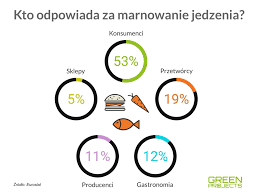 Kto odpowiada za marnowanie jedzenia?
Konsumenci
53%
Sklepy
5%
Przetwórcy
19%
11%
Producenci
12%
Gastronomia
Źródło: Eurostat
GREEN
PROJECTS